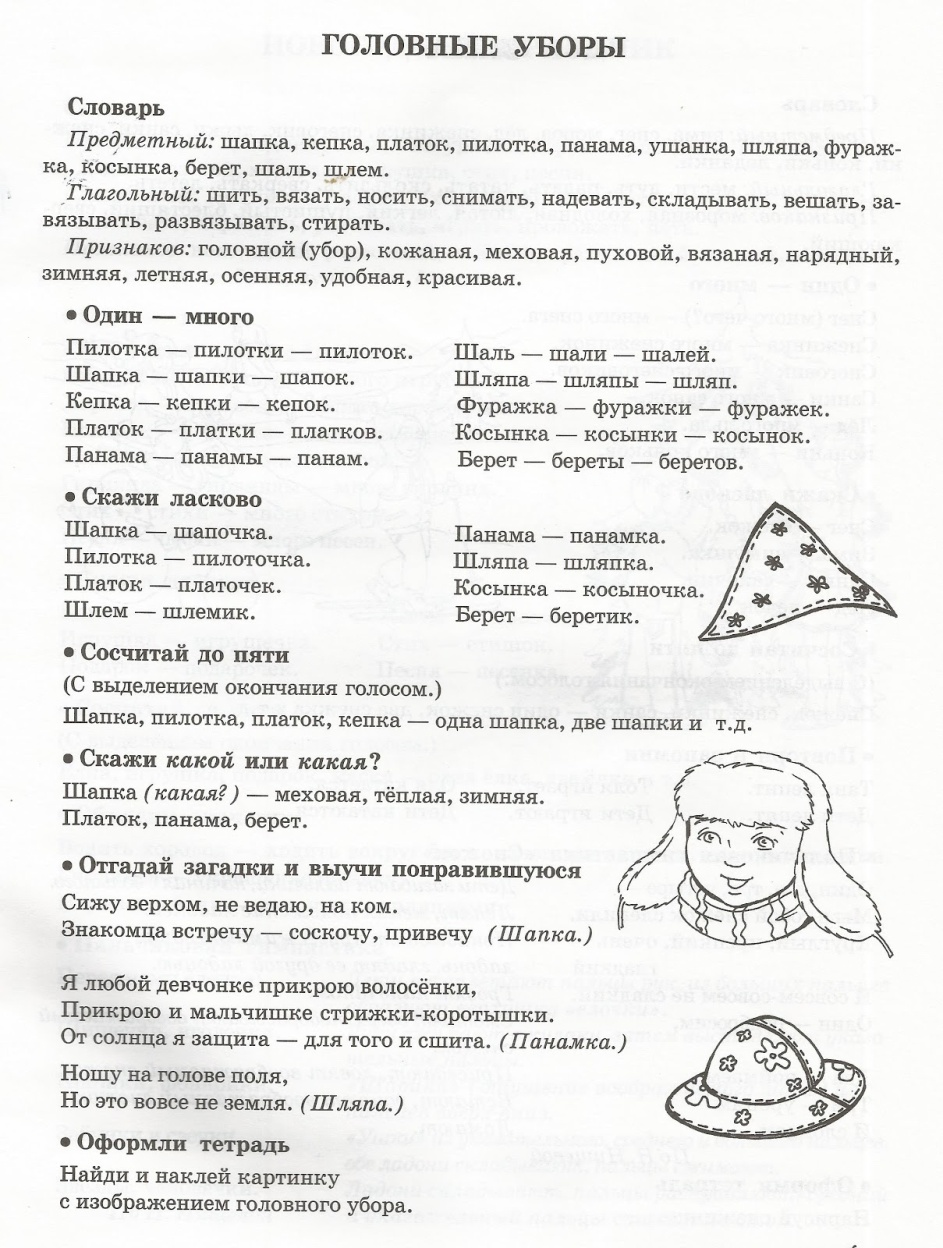 ГОЛОВНЫЕ УБОРЫ
Словарь
Предметный: шапка, кепка, платок, пилотка, панама, ушанка, шляпа, фураж-
ка, косынка, берет, шаль, шлем.
Глагольный: шить, вязать, носить, снимать, надевать, складывать, вешать, за-
вязывать, развязывать, стирать.
Признаков: головной (убор), кожаная, меховая, пуховой, вязаная, нарядный,
зимняя, летняя, осенняя, удобная, красивая.
• Один — много
Пилотка — пилотки — пилоток.
Шапка — шапки — шапок.
Кепка — кепки — кепок.
Платок — платки — платков.
Панама — панамы — панам.
Шаль — шали — шалей.
Шляпа — шляпы — шляп.
Фуражка — фуражки — фуражек.
Косынка — косынки — косынок.
Берет — береты — беретов.
• Скажи ласково
Шапка — шапочка.
Пилотка — пилоточка.
Платок — платочек.
Шлем — шлемик.
Панама — панамка.
Шляпа — шляпка.
Косынка — косыночка.
Берет — беретик.
• Сосчитай до пяти
(С выделением окончания голосом.)
Шапка, пилотка, платок, кепка — одна шапка, две шапки и т.д.
• Скажи какой или какая?
Шапка (какая?) — меховая, тёплая, зимняя.
Платок, панама, берет.
• Отгадай загадки и выучи понравившуюся
Сижу верхом, не ведаю, на ком.
Знакомца встречу — соскочу, привечу (Шапка.)
Я любой девчонке прикрою волосёнки,
Прикрою и мальчишке стрижки-коротышки.
От солнца я защита — для того и сшита. (Панамка.)
Ношу на голове поля,
Но это вовсе не земля. (Шляпа.)
• Оформли тетрадь
Найди и наклей картинку
с изображением головного убора.